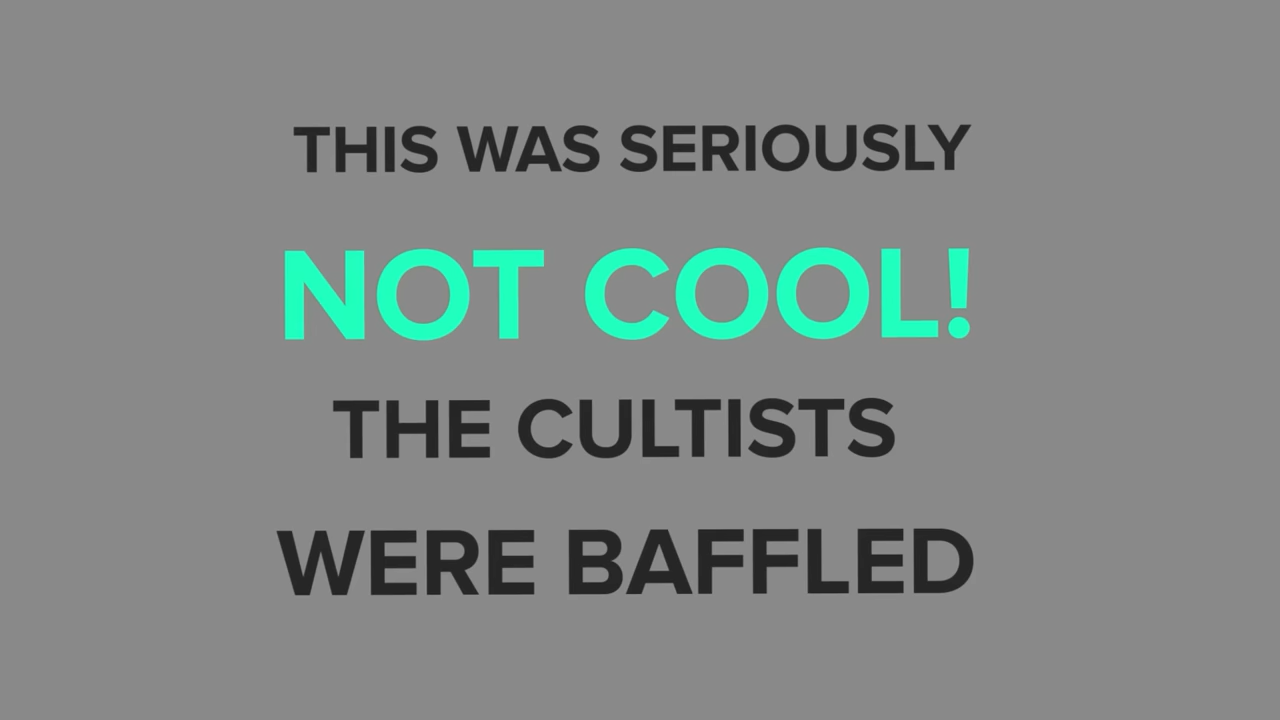 THIS WAS SERIOUSLY
NOT COOL!
THE CULTISTS
WERE BAFFLED